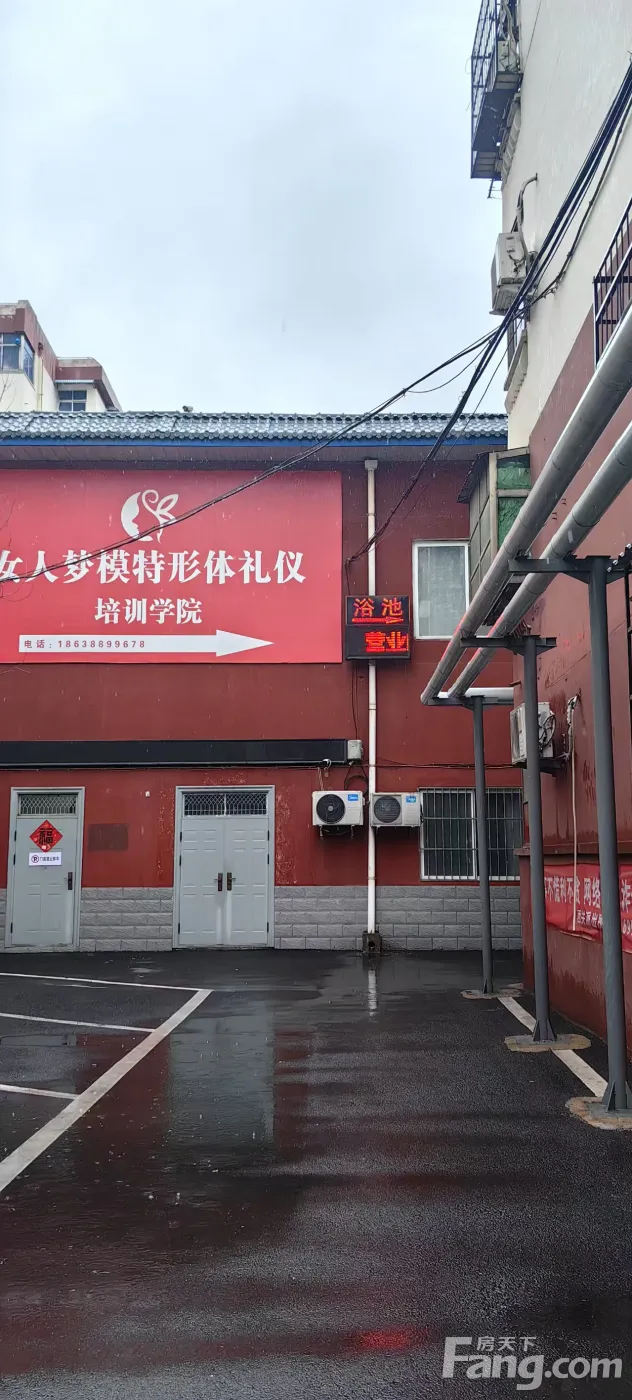 女人梦模特形体礼仪
培训学院
电话：18638899678
浴池
营业
福
房天下
Fang.com